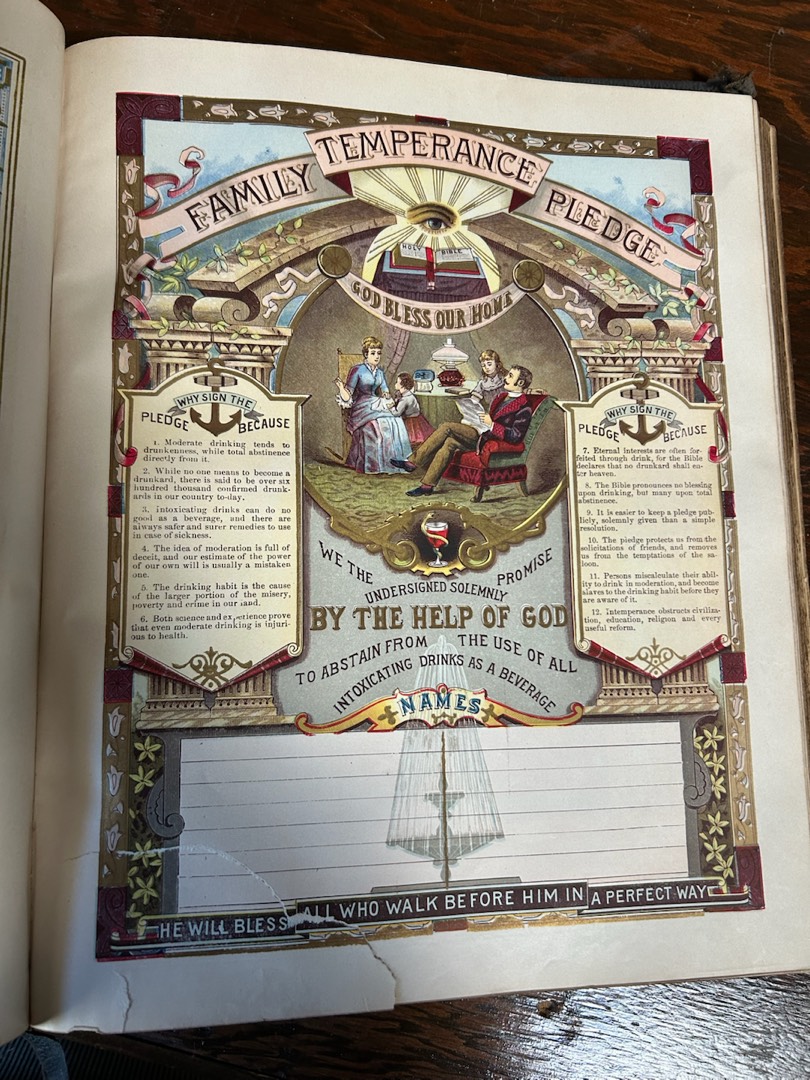 FAMILY TEMPERANCE PLEDGE
HOLY BIBLE
GOD BLESS OUR HOME
WHY SIGN THE
PLEDGE BECAUSE
1. Moderate drinking tends to
drunkenness, while total abstinence
directly from it.
2. While no one means to become a
drunkard, there is said to be over six
hundred thousand confirmed drunk-
ards in our country to-day.
3. Intoxicating drinks can do no
good as a beverage, and there are
always safer and surer remedies to use
in case of sickness.
4. The idea of moderation is full of
deceit, and our estimate of the power
of our own will is usually a mistaken
one.
5. The drinking habit is the cause
of the larger portion of the misery,
poverty and crime in our land.
6. Both science and experience prove
that even moderate drinking is injuri-
ous to health.
WHY SIGN THE
PLEDGE BECAUSE
7. Eternal interests are often for-
feited through drink, for the Bible
declares that no drunkard shall en-
ter heaven.
8. The Bible pronounces no blessing
upon drinking, but many upon total
abstinence.
9. It is easier to keep a pledge pub-
licly, solemnly given than a simple
resolution.
10. The pledge protects us from the
solicitations of friends, and removes
us from the temptations of the sa-
loon.
11. Persons miscalculate their abil-
ity to drink in moderation, and become
slaves to the drinking habit before they
are aware of it.
12. Intemperance obstructs civiliza-
tion, education, religion and every
useful reform.
WE THE UNDERSIGNED SOLEMNLY PROMISE
BY THE HELP OF GOD
TO ABSTAIN FROM THE USE OF ALL
INTOXICATING DRINKS AS A BEVERAGE
NAMES
HE WILL BLESS ALL WHO WALK BEFORE HIM IN A PERFECT WAY